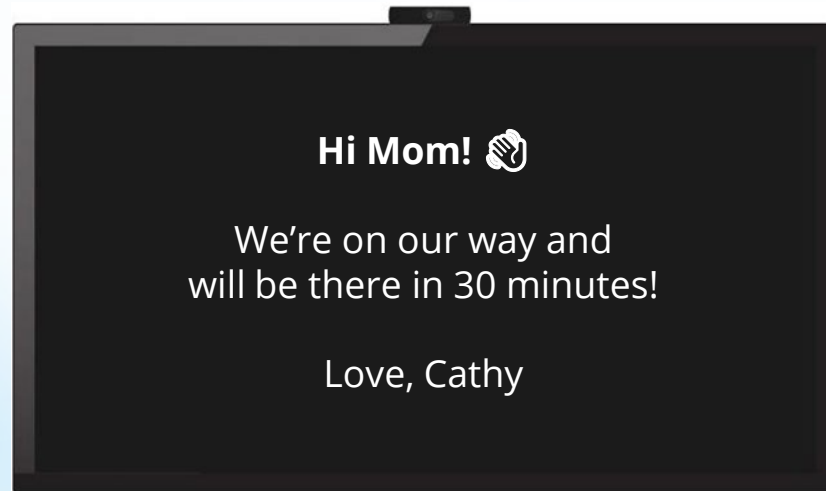 Hi Mom! 👋
We’re on our way and
will be there in 30 minutes!
Love, Cathy